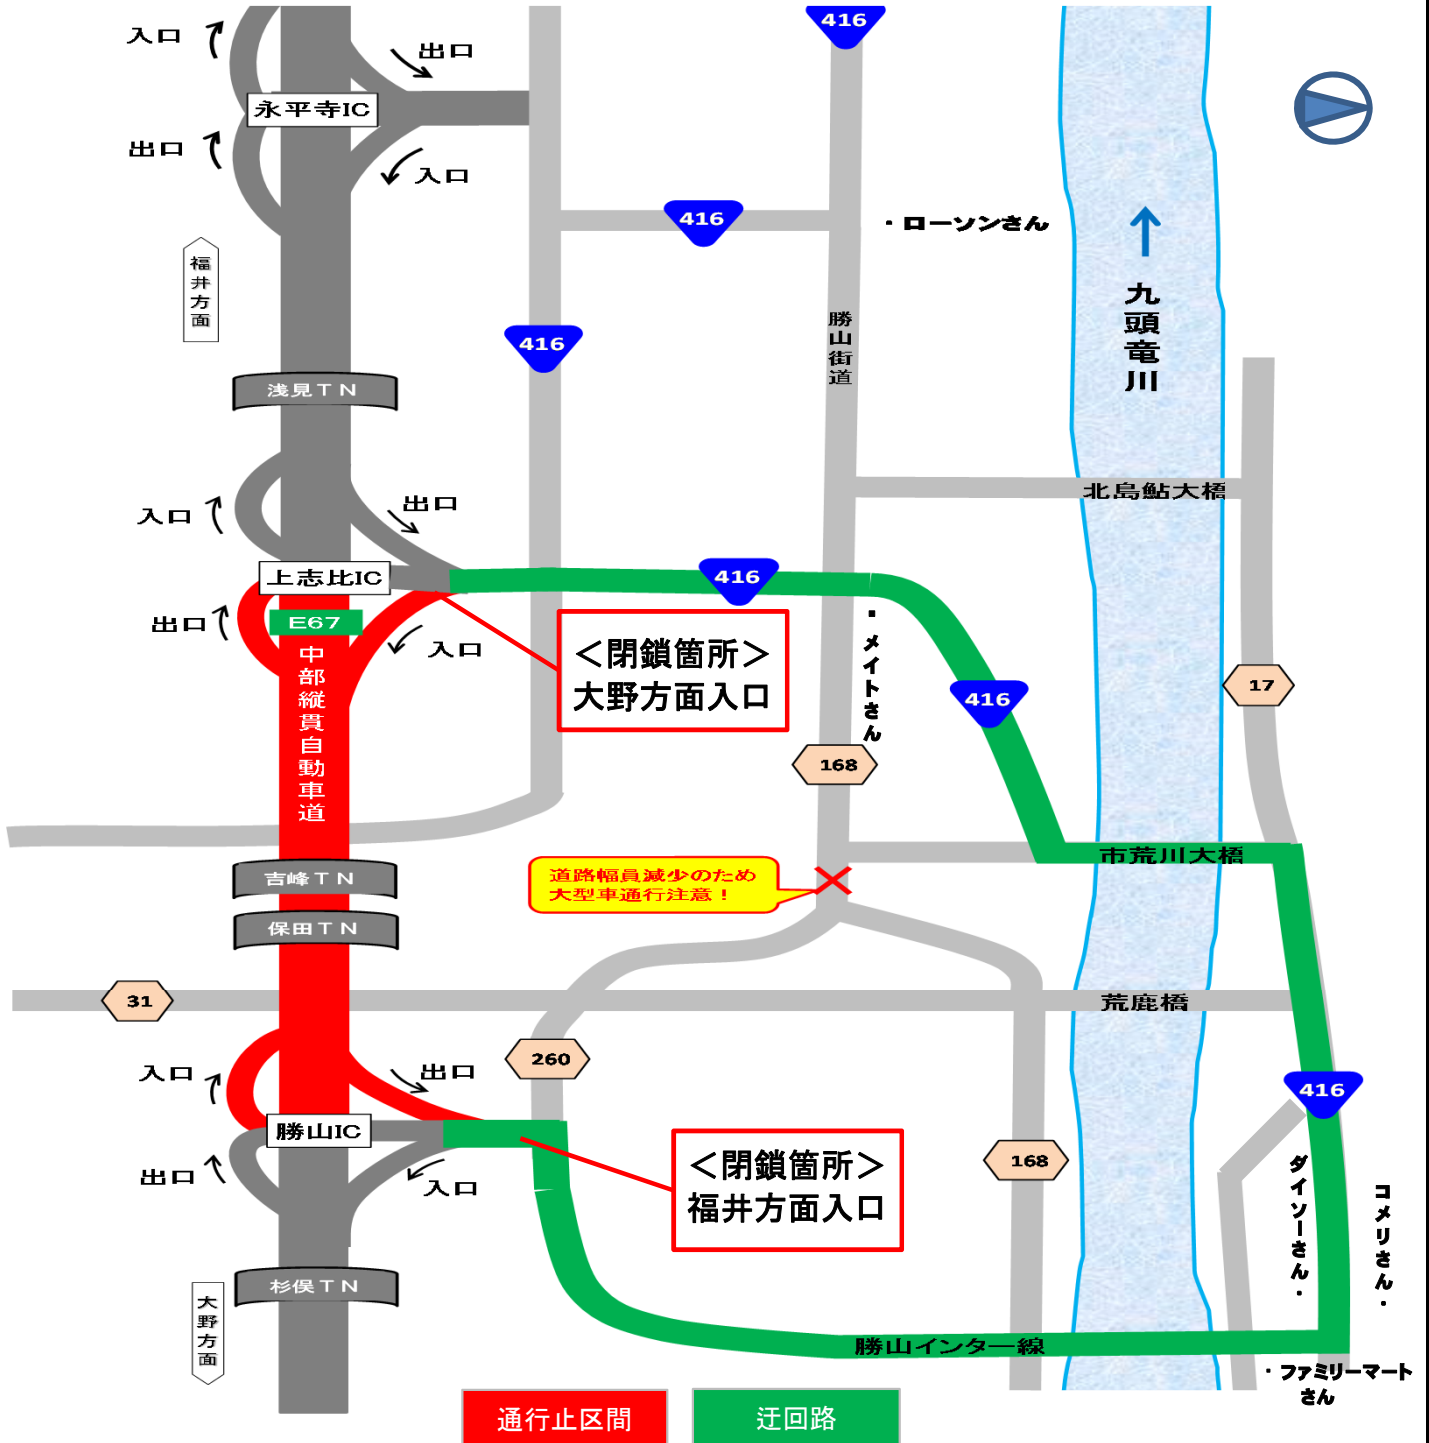 416
入口
出口
永平寺IC
出口
入口
416
・ローソンさん
福井方面
九頭竜川
勝山街道
416
浅見TN
北島鮎大橋
出口
入口
上志比IC
416
E67
出口
入口
中部縦貫自動車道
＜閉鎖箇所＞
大野方面入口
・メイトさん
416
17
168
市荒川大橋
道路幅員減少のため
大型車通行注意！
吉峰TN
保田TN
31
荒鹿橋
260
入口
出口
416
勝山IC
＜閉鎖箇所＞
福井方面入口
168
出口
入口
ダイソーさん・
コメリさん・
杉俣TN
大野方面
勝山インター線
・ファミリーマート
さん
通行止区間
迂回路